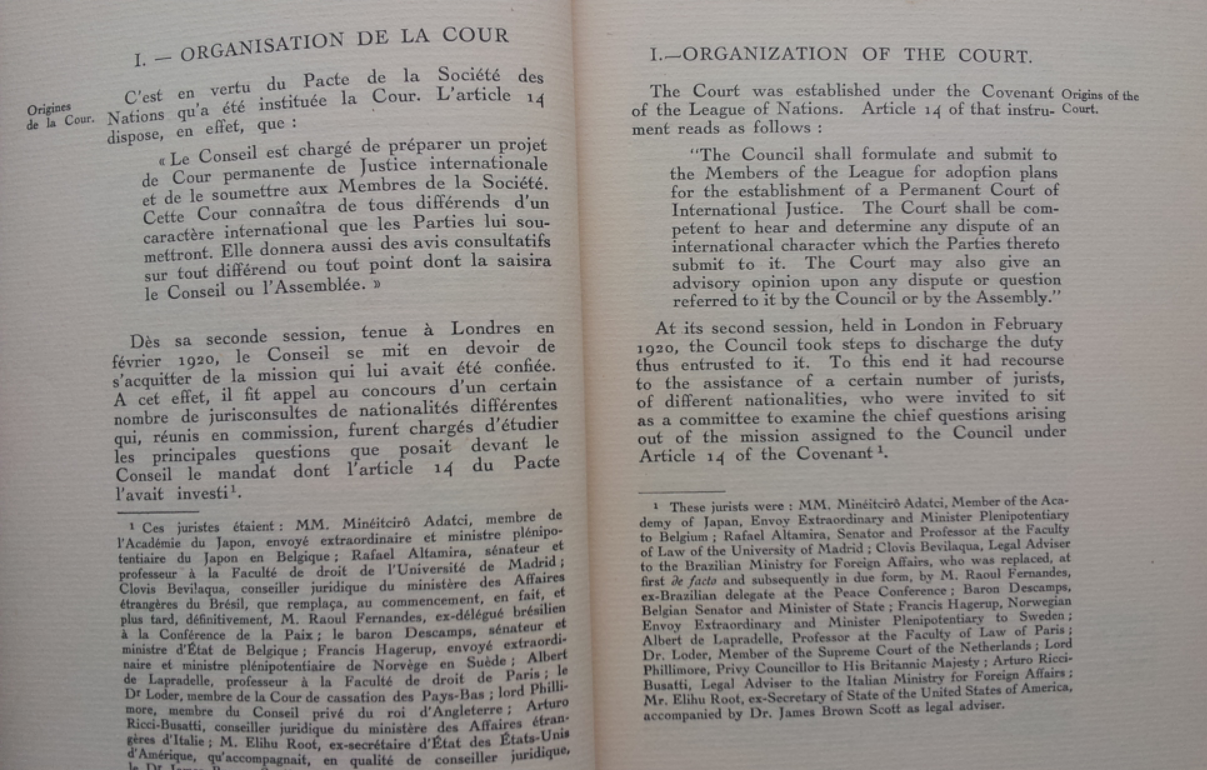 I. — ORGANISATION DE LA COUR
Origines
de la Cour.
C'est en vertu du Pacte de la Société des
Nations qu'a été instituée la Cour. L'article 14
dispose, en effet, que :
« Le Conseil est chargé de préparer un projet
de Cour permanente de Justice internationale
et de le soumettre aux Membres de la Société.
Cette Cour connaîtra de tous différends d'un
caractère international que les Parties lui sou-
mettront. Elle donnera aussi des avis consultatifs
sur tout différend ou tout point dont la saisira
le Conseil ou l'Assemblée. »
Dès sa seconde session, tenue à Londres en
février 1920, le Conseil se mit en devoir de
s'acquitter de la mission qui lui avait été confiée.
A cet effet, il fit appel au concours d'un certain
nombre de jurisconsultes de nationalités différentes
qui, réunis en commission, furent chargés d'étudier
les principales questions que posait devant le
Conseil le mandat dont l'article 14 du Pacte
l'avait investi¹.
¹ Ces juristes étaient : MM. Minéitcirô Adatci, membre de
l'Académie du Japon, envoyé extraordinaire et ministre plénipo-
tentiaire du Japon en Belgique ; Rafael Altamira, sénateur et
professeur à la Faculté de droit de l'Université de Madrid ;
Clovis Bevilaqua, conseiller juridique du ministère des Affaires
étrangères du Brésil, que remplaça, au commencement, en fait, et
plus tard, définitivement, M. Raoul Fernandes, ex-délégué brésilien
à la Conférence de la Paix ; le baron Descamps, sénateur et
ministre d'État de Belgique ; Francis Hagerup, envoyé extraordi-
naire et ministre plénipotentiaire de Norvège en Suède ; Albert
de Lapradelle, professeur à la Faculté de droit de Paris ; le
Dr Loder, membre de la Cour de cassation des Pays-Bas ; lord Philli-
more, membre du Conseil privé du roi d'Angleterre ; Arturo
Ricci-Busatti, conseiller juridique du ministère des Affaires étran-
gères d'Italie ; M. Elihu Root, ex-secrétaire d'État des États-Unis
d'Amérique, qu'accompagnait, en qualité de conseiller juridique,
le Dr James
I.—ORGANIZATION OF THE COURT.
The Court was established under the Covenant
of the League of Nations. Article 14 of that instru-
ment reads as follows :
Origins of the
Court.
"The Council shall formulate and submit to
the Members of the League for adoption plans
for the establishment of a Permanent Court of
International Justice. The Court shall be com-
petent to hear and determine any dispute of an
international character which the Parties thereto
submit to it. The Court may also give an
advisory opinion upon any dispute or question
referred to it by the Council or by the Assembly."
At its second session, held in London in February
1920, the Council took steps to discharge the duty
thus entrusted to it. To this end it had recourse
to the assistance of a certain number of jurists,
of different nationalities, who were invited to sit
as a committee to examine the chief questions arising
out of the mission assigned to the Council under
Article 14 of the Covenant ¹.
¹ These jurists were : MM. Minéitcirô Adatci, Member of the Aca-
demy of Japan, Envoy Extraordinary and Minister Plenipotentiary
to Belgium ; Rafael Altamira, Senator and Professor at the Faculty
of Law of the University of Madrid ; Clovis Bevilaqua, Legal Adviser
to the Brazilian Ministry for Foreign Affairs, who was replaced, at
first de facto and subsequently in due form, by M. Raoul Fernandes,
ex-Brazilian delegate at the Peace Conference ; Baron Descamps,
Belgian Senator and Minister of State ; Francis Hagerup, Norwegian
Envoy Extraordinary and Minister Plenipotentiary to Sweden ;
Albert de Lapradelle, Professor at the Faculty of Law of Paris ;
Dr. Loder, Member of the Supreme Court of the Netherlands ; Lord
Phillimore, Privy Councillor to His Britannic Majesty ; Arturo Ricci-
Busatti, Legal Adviser to the Italian Ministry for Foreign Affairs ;
Mr. Elihu Root, ex-Secretary of State of the United States of America,
accompanied by Dr. James Brown Scott as legal adviser.